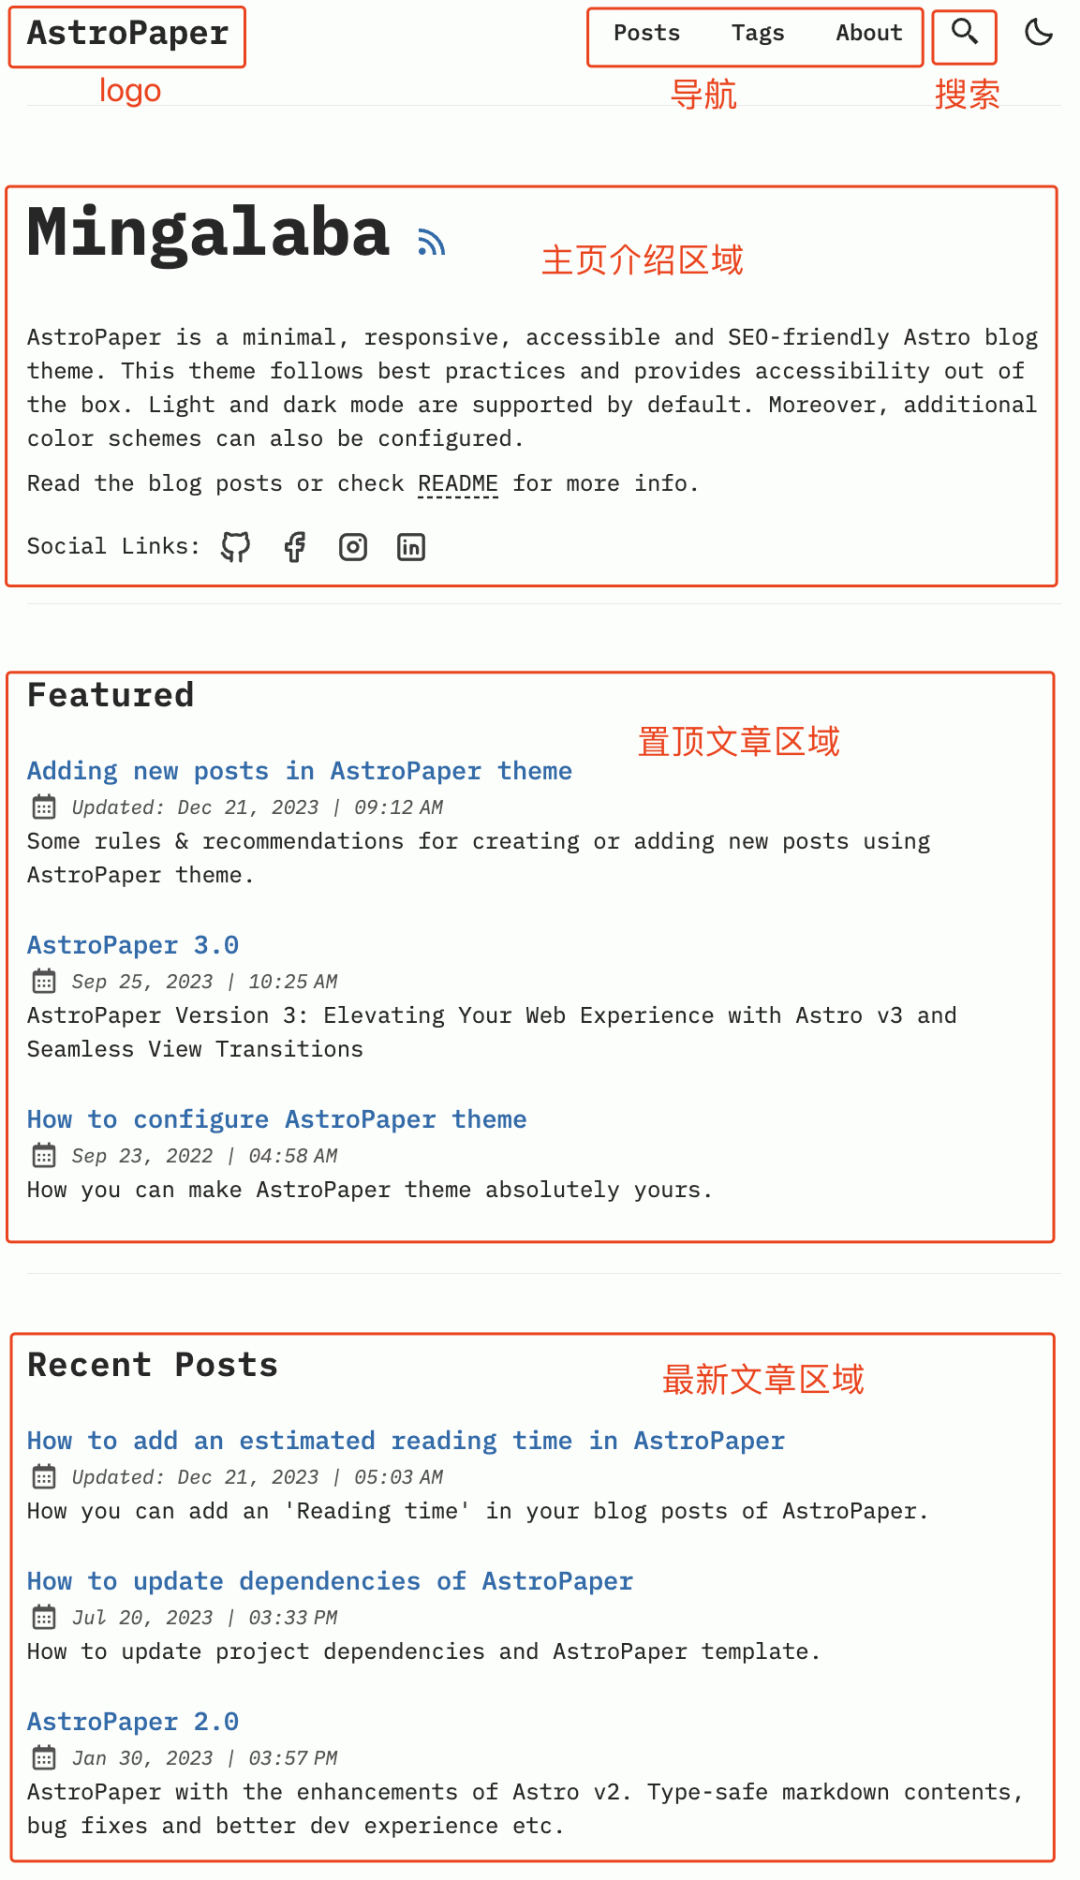 AstroPaper
Posts Tags About
logo
导航
搜索
Mingalaba
主页介绍区域
AstroPaper is a minimal, responsive, accessible and SEO-friendly Astro blog
theme. This theme follows best practices and provides accessibility out of
the box. Light and dark mode are supported by default. Moreover, additional
color schemes can also be configured.
Read the blog posts or check README for more info.
Social Links:
Featured
置顶文章区域
Adding new posts in AstroPaper theme
Updated: Dec 21, 2023 | 09:12 AM
Some rules & recommendations for creating or adding new posts using
AstroPaper theme.
AstroPaper 3.0
Sep 25, 2023 | 10:25 AM
AstroPaper Version 3: Elevating Your Web Experience with Astro v3 and
Seamless View Transitions
How to configure AstroPaper theme
Sep 23, 2022 | 04:58 AM
How you can make AstroPaper theme absolutely yours.
Recent Posts
最新文章区域
How to add an estimated reading time in AstroPaper
Updated: Dec 21, 2023 | 05:03 AM
How you can add an 'Reading time' in your blog posts of AstroPaper.
How to update dependencies of AstroPaper
Jul 20, 2023 | 03:33 PM
How to update project dependencies and AstroPaper template.
AstroPaper 2.0
Jan 30, 2023 | 03:57 PM
AstroPaper with the enhancements of Astro v2. Type-safe markdown contents,
bug fixes and better dev experience etc.